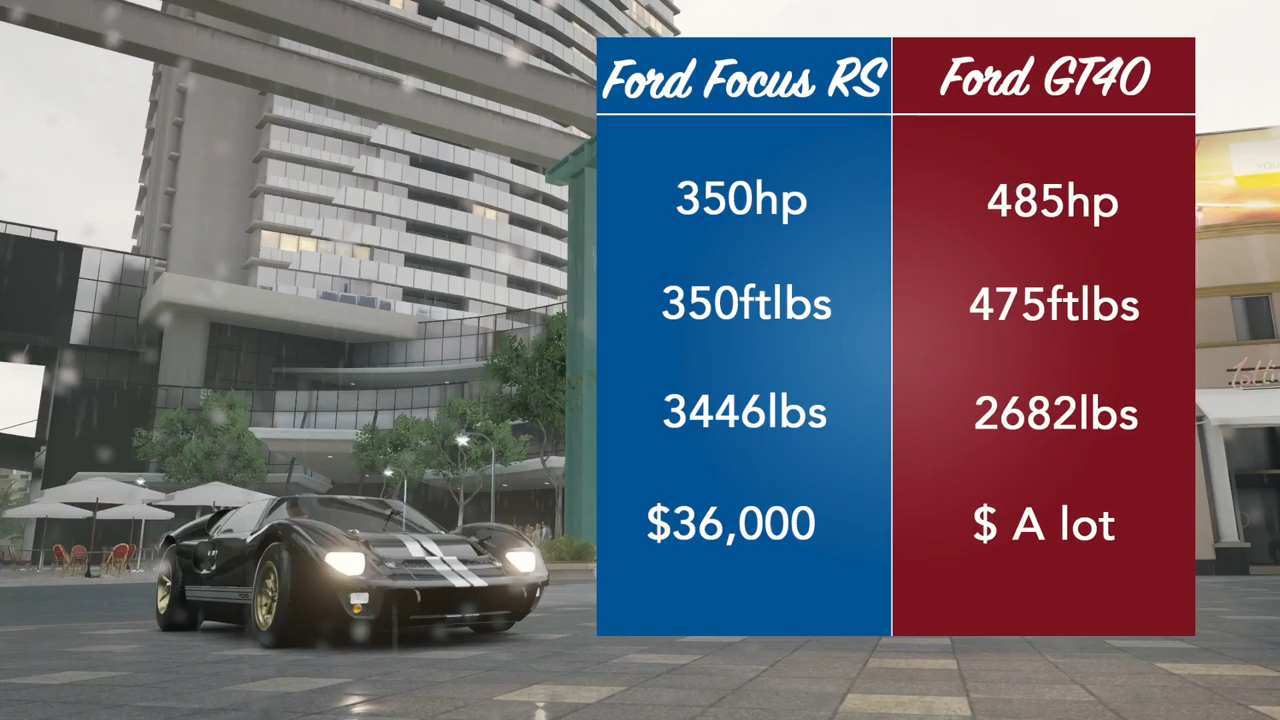 Ford Focus RS
Ford GT40
350hp
485hp
350ftlbs
475ftlbs
3446lbs
2682lbs
$36,000
$ A lot